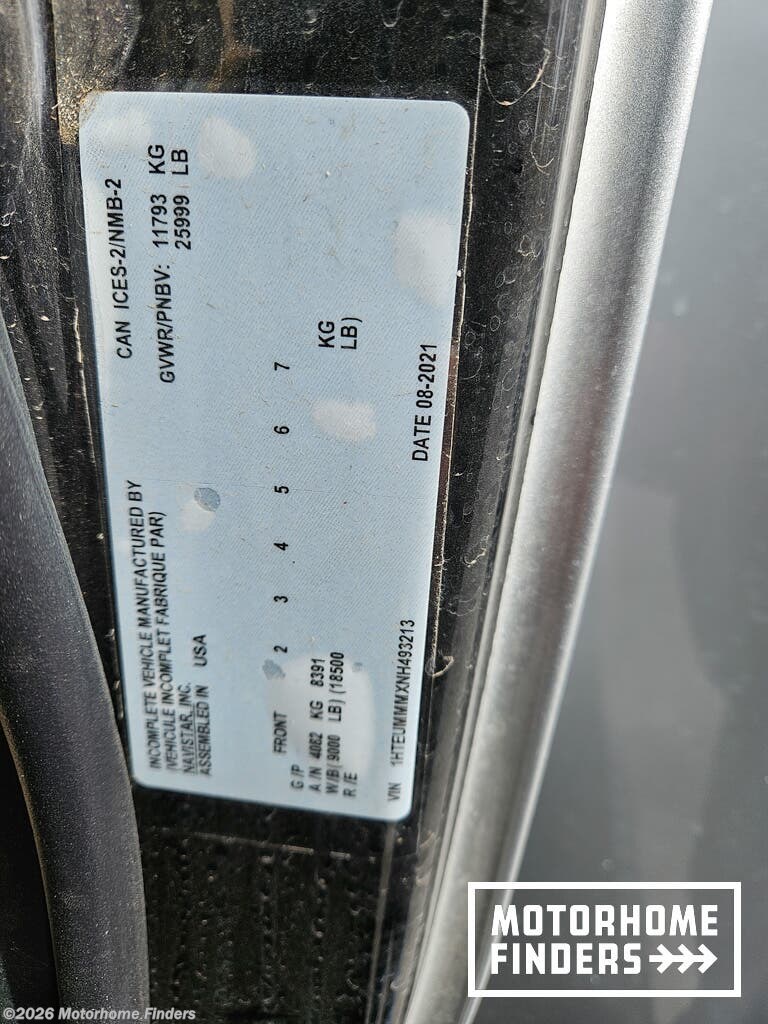 INCOMPLETE VEHICLE MANUFACTURED BY
(VEHICULE INCOMPLET FABRIQUE PAR)
NAVISTAR, INC.
ASSEMBLED IN USA
CAN ICES-2/NMB-2
GVWR/PNBV: 11793 KG
25999 LB
FRONT 2 3 4 5 6 7
G /P
A /N 4082 KG 8391 KG
W/B ( 9000 LB) (18500 LB)
R /E
VIN 1HTEUMMMXNH493213 DATE 08-2021
MOTORHOME
FINDERS
©2026 Motorhome Finders